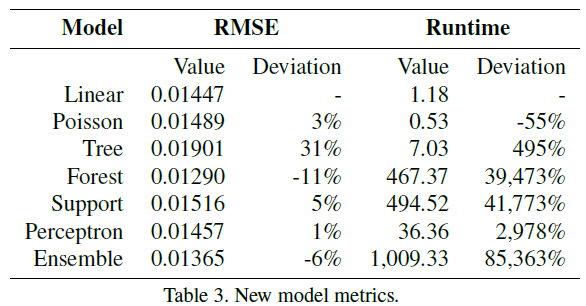 Model RMSE Runtime
Value Deviation Value Deviation
Linear 0.01447 - 1.18 -
Poisson 0.01489 3% 0.53 -55%
Tree 0.01901 31% 7.03 495%
Forest 0.01290 -11% 467.37 39,473%
Support 0.01516 5% 494.52 41,773%
Perceptron 0.01457 1% 36.36 2,978%
Ensemble 0.01365 -6% 1,009.33 85,363%
Table 3. New model metrics.